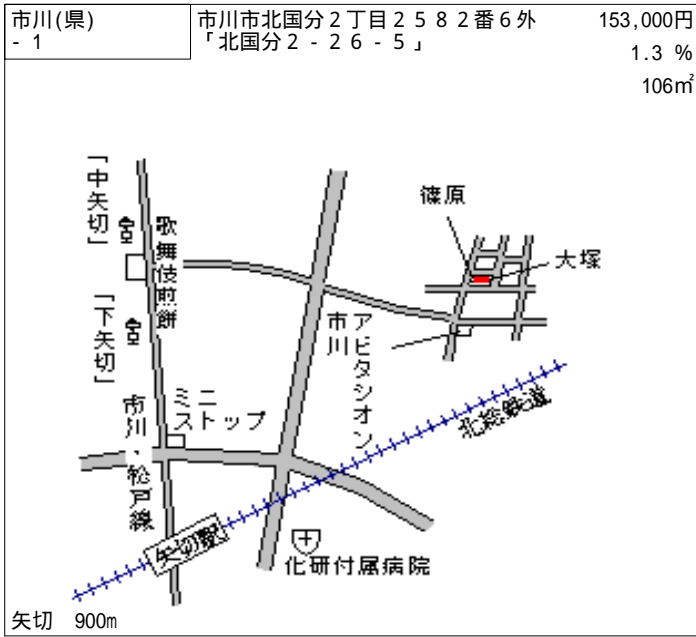 市川(県)
- 1
市川市北国分２丁目２５８２番６外
「北国分２ - ２６ - ５」
153,000円
1.3 %
106㎡
「中矢切」
歌舞伎煎餅
篠原
大塚
「下矢切」
アビタシオン
市川
ミニ
ストップ
市川・松戸線
北総鉄道
矢切駅
化研付属病院
矢切 900m